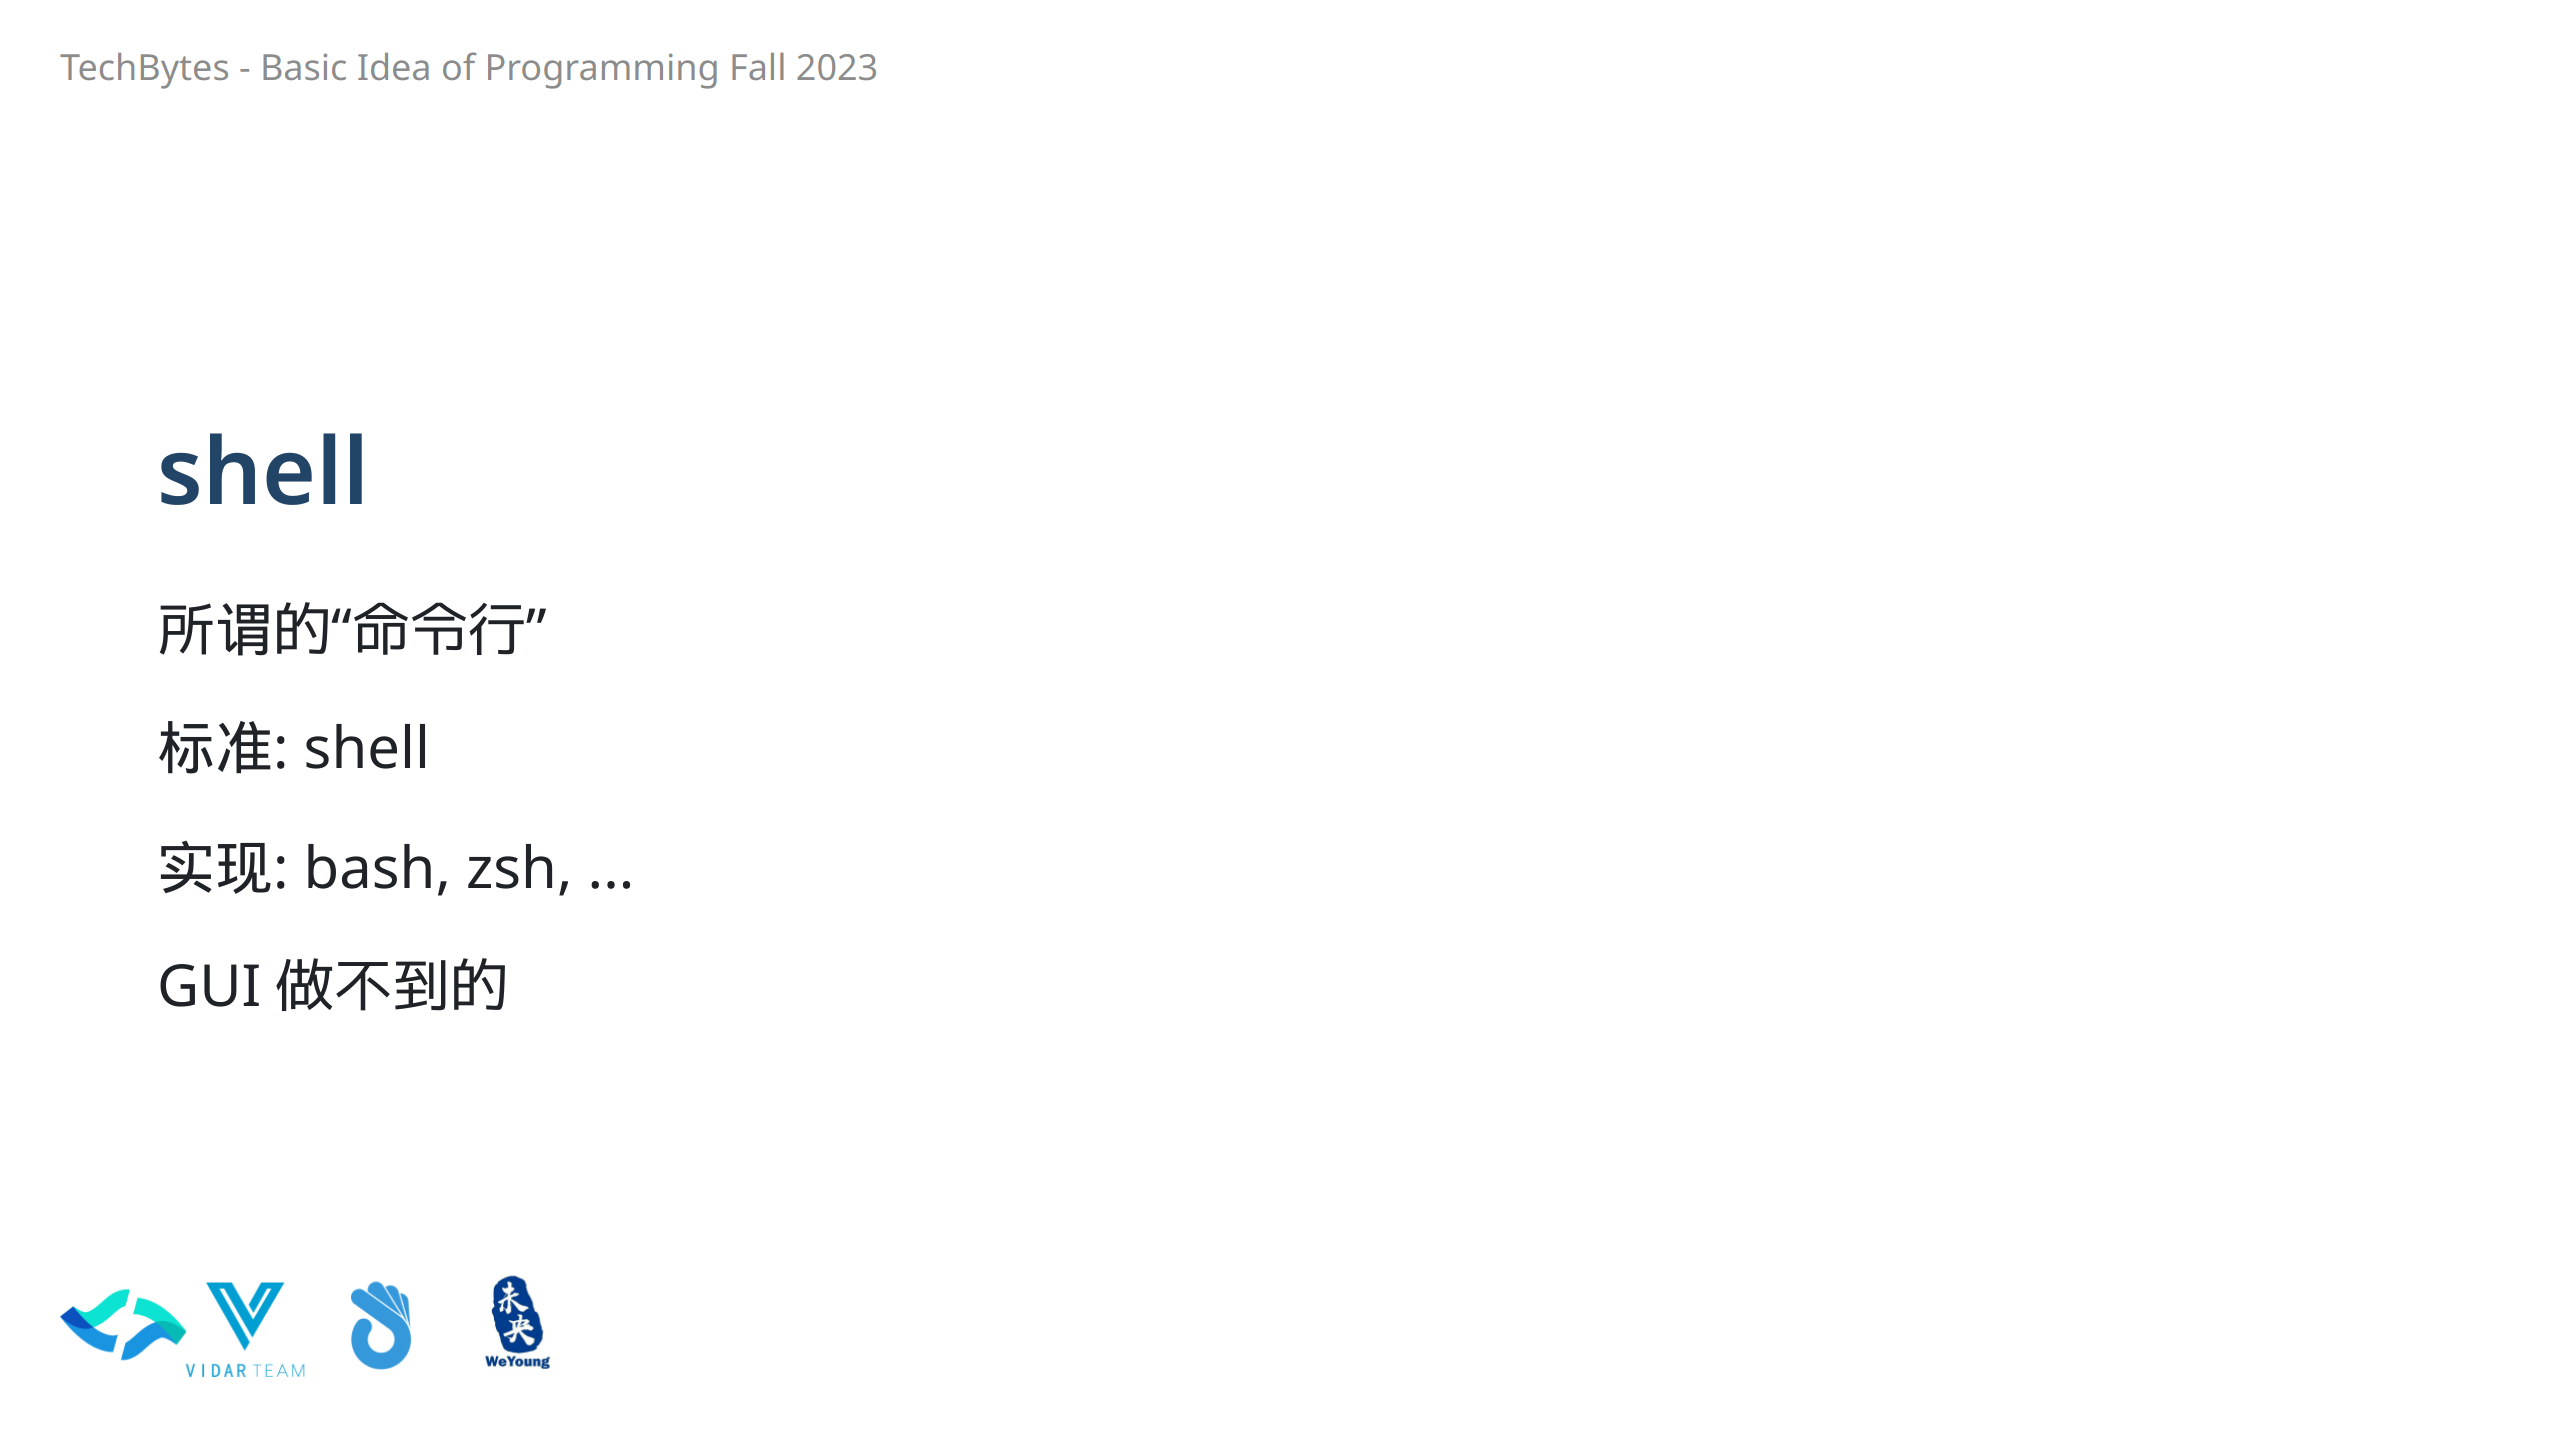 TechBytes - Basic Idea of Programming Fall 2023
shell
所谓的“命令行”
标准: shell
实现: bash, zsh, ...
GUI 做不到的
VIDAR TEAM
未央
WeYoung